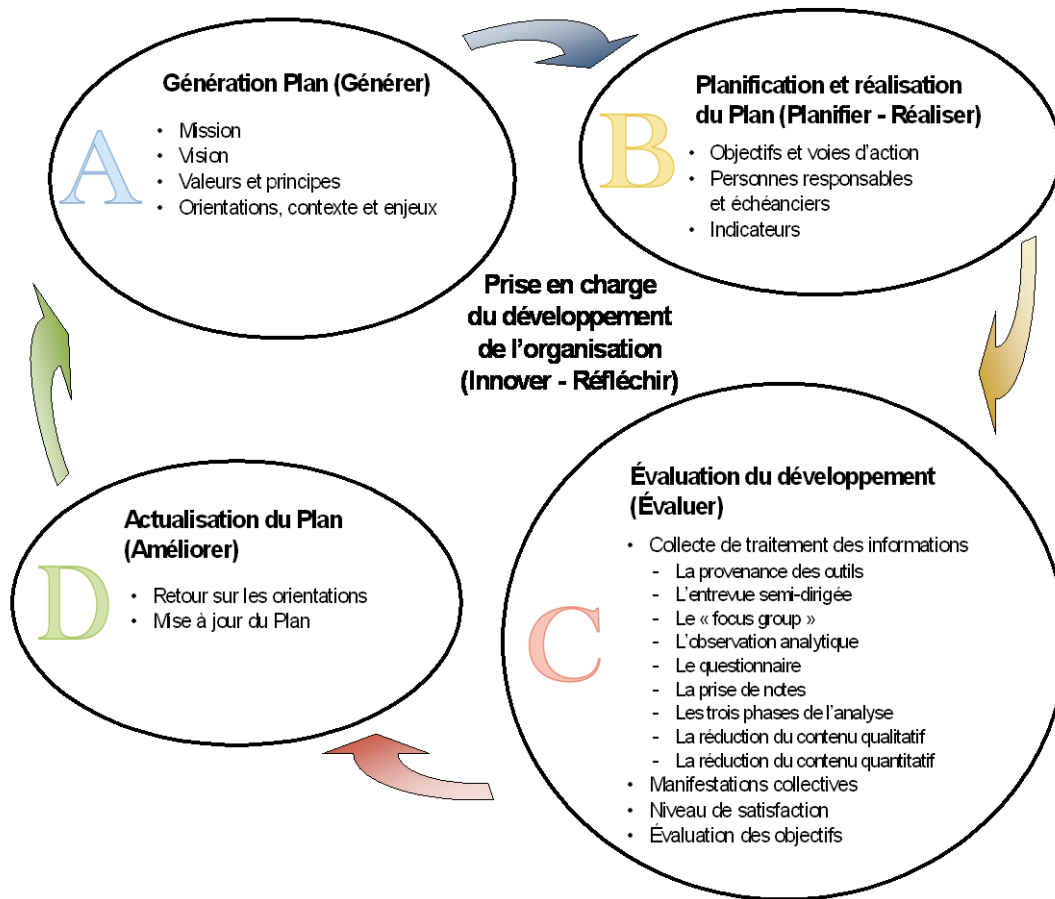 A
Génération Plan (Générer)
• Mission
• Vision
• Valeurs et principes
• Orientations, contexte et enjeux
B
Planification et réalisation
du Plan (Planifier - Réaliser)
• Objectifs et voies d'action
• Personnes responsables
et échéanciers
• Indicateurs
Prise en charge
du développement
de l'organisation
(Innover - Réfléchir)
C
Évaluation du développement
(Évaluer)
• Collecte de traitement des informations
- La provenance des outils
- L'entrevue semi-dirigée
- Le « focus group »
- L'observation analytique
- Le questionnaire
- La prise de notes
- Les trois phases de l'analyse
- La réduction du contenu qualitatif
- La réduction du contenu quantitatif
• Manifestations collectives
• Niveau de satisfaction
• Évaluation des objectifs
D
Actualisation du Plan
(Améliorer)
• Retour sur les orientations
• Mise à jour du Plan